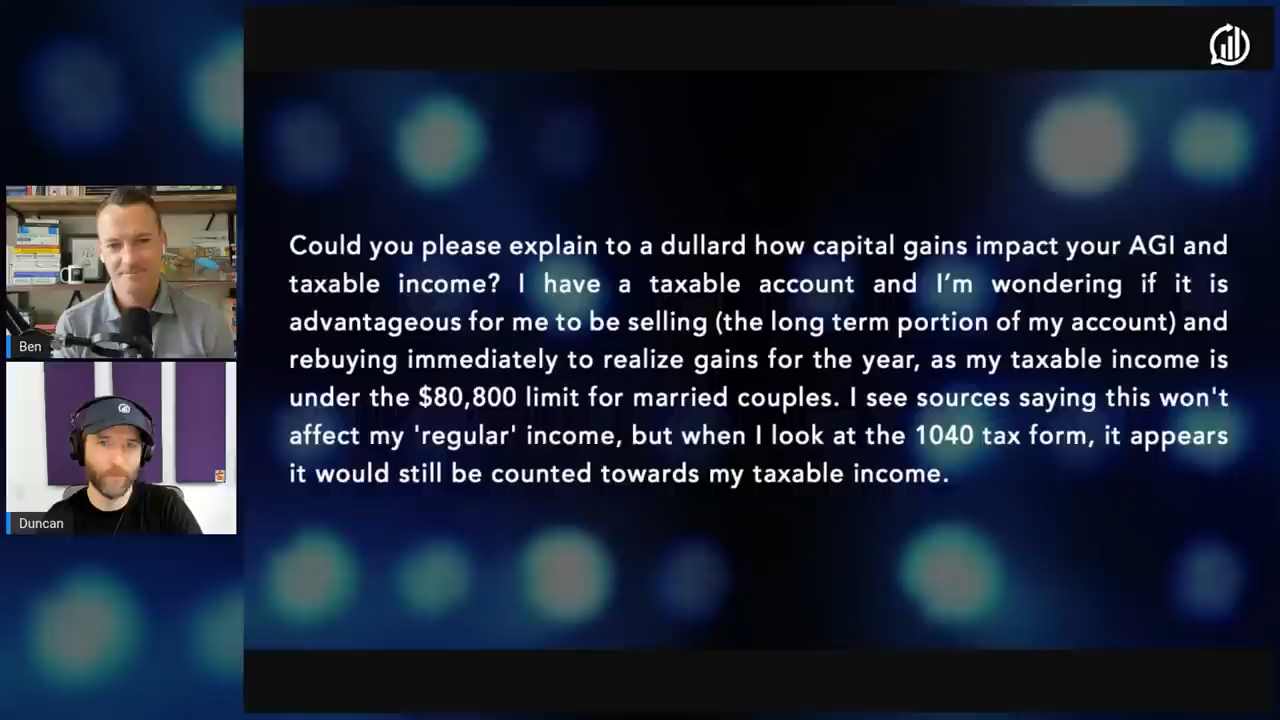 Could you please explain to a dullard how capital gains impact your AGI and
taxable income? I have a taxable account and I'm wondering if it is
advantageous for me to be selling (the long term portion of my account) and
rebuying immediately to realize gains for the year, as my taxable income is
under the $80,800 limit for married couples. I see sources saying this won't
affect my 'regular' income, but when I look at the 1040 tax form, it appears
it would still be counted towards my taxable income.
Ben
Duncan